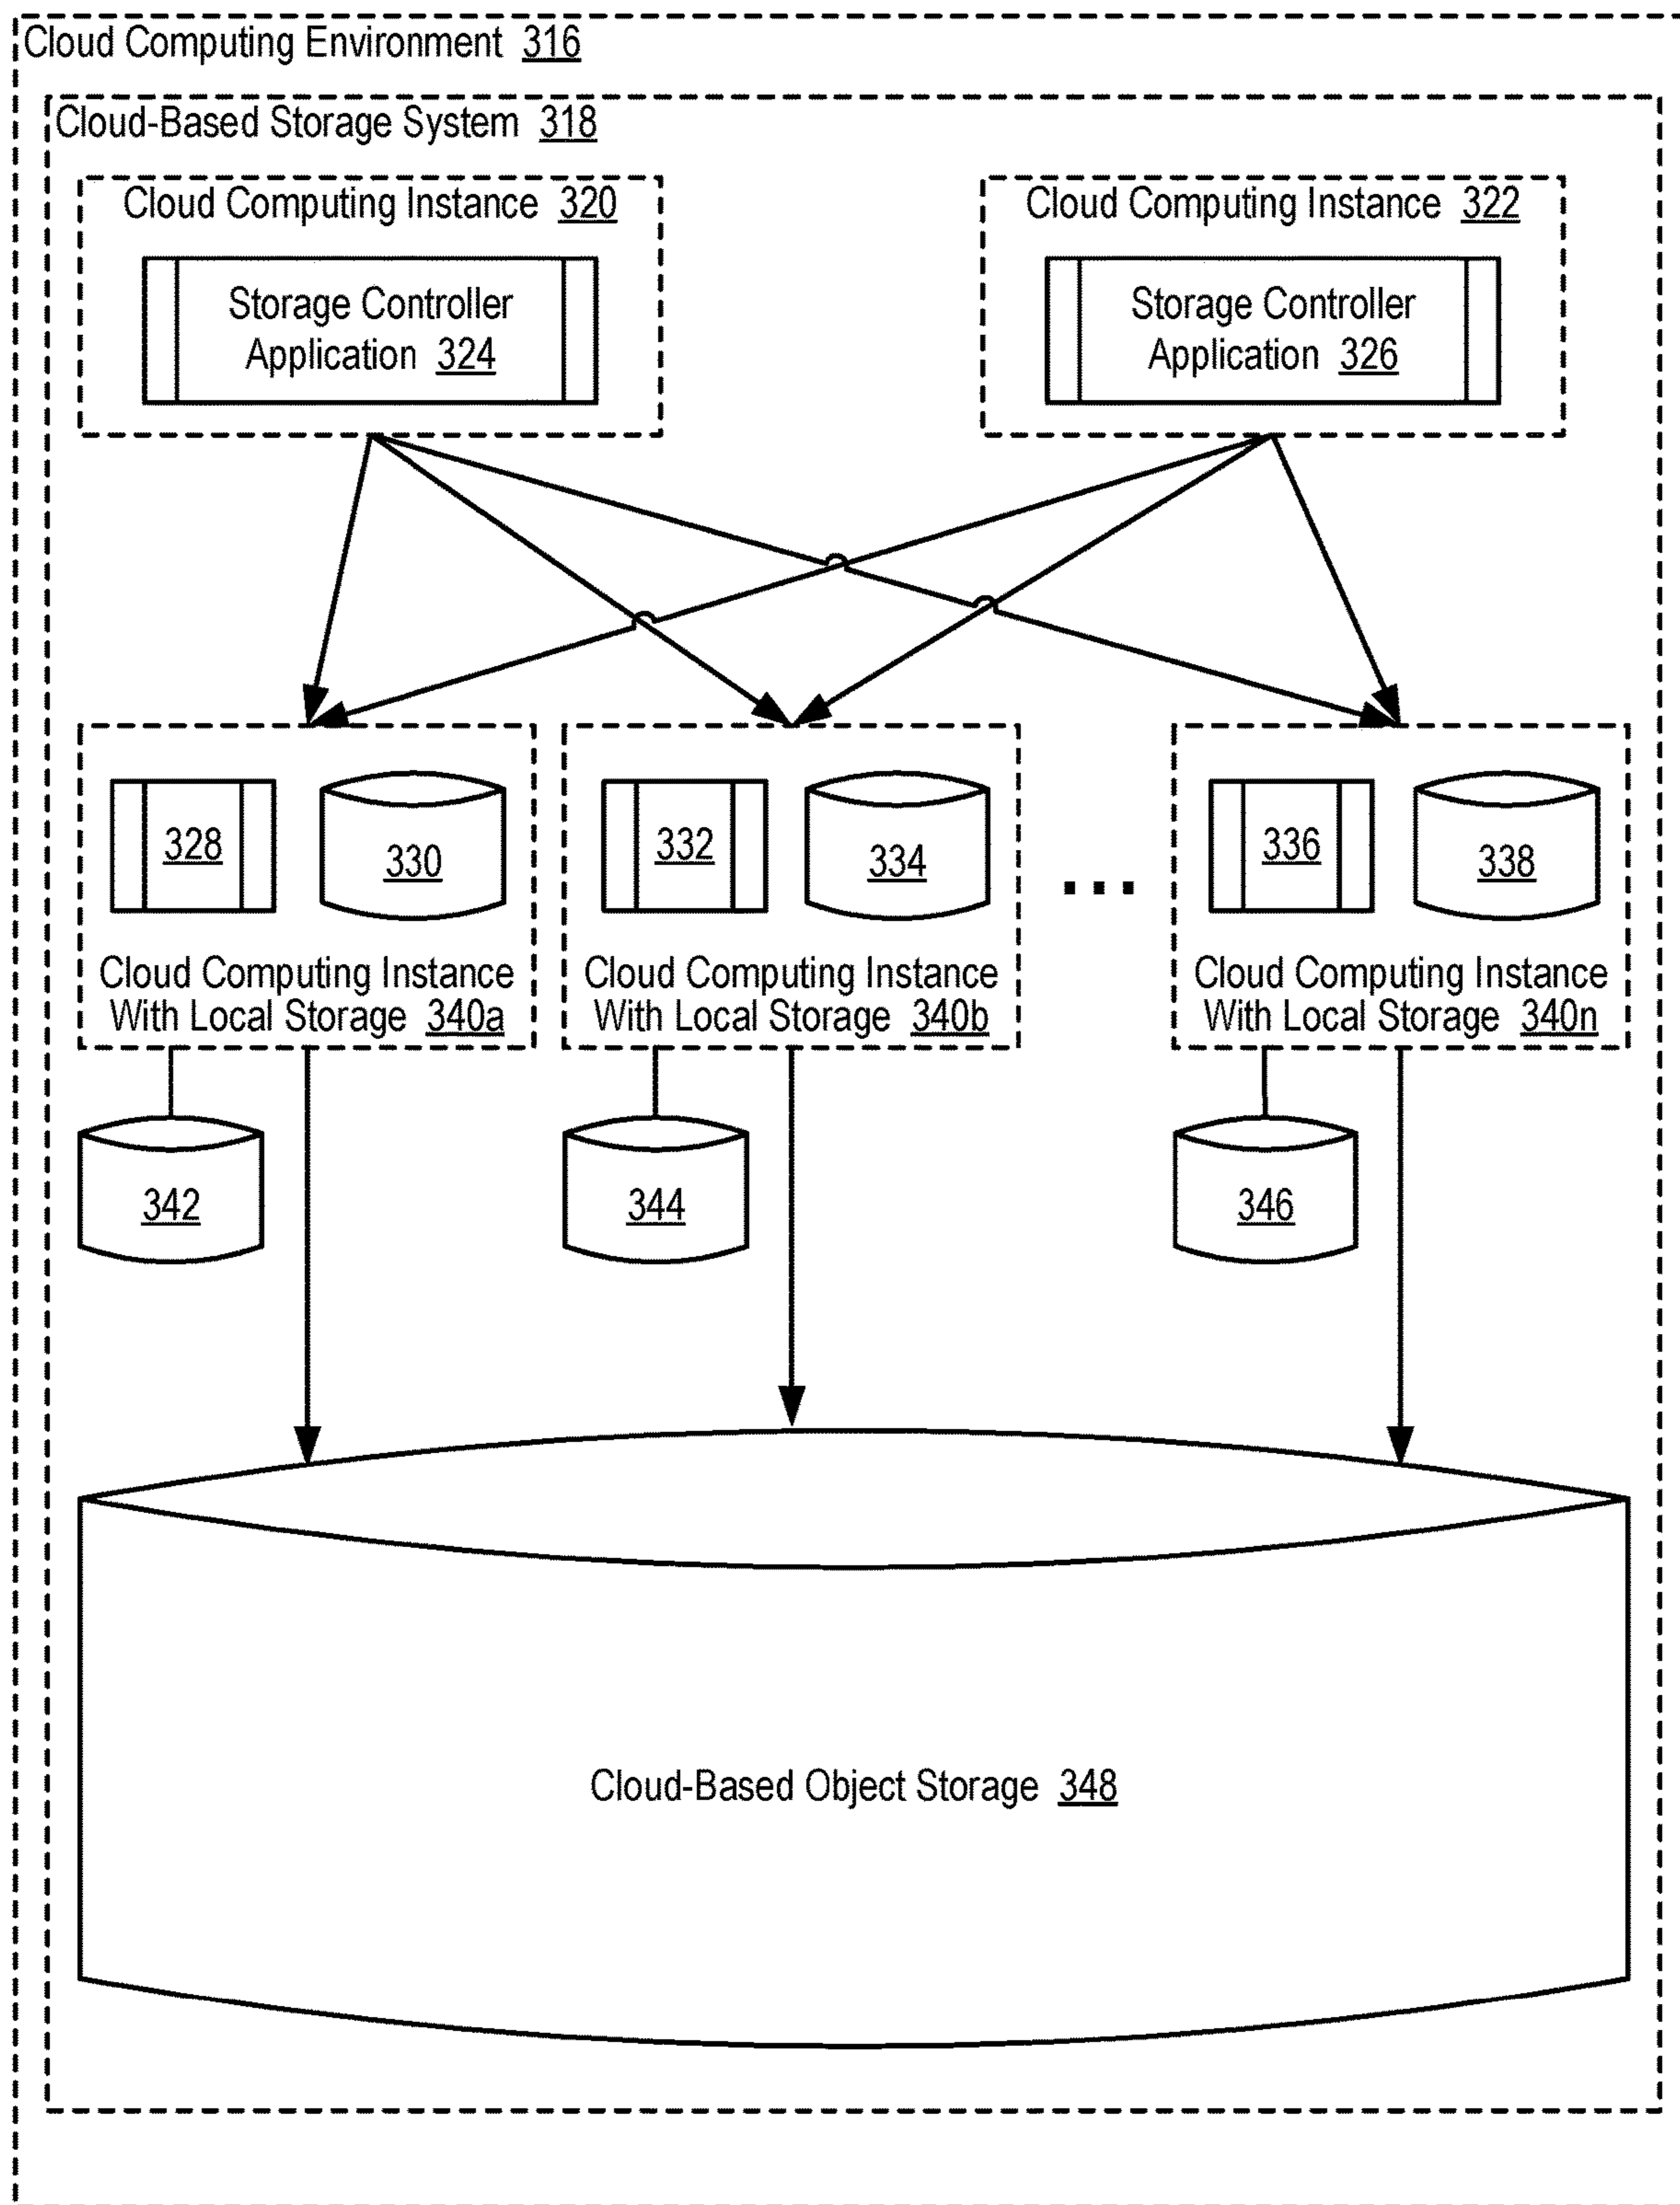 Cloud Computing Environment 316
Cloud-Based Storage System 318
Cloud Computing Instance 320
Storage Controller
Application 324
Cloud Computing Instance 322
Storage Controller
Application 326
328
330
Cloud Computing Instance
With Local Storage 340a
332
334
Cloud Computing Instance
With Local Storage 340b
...
336
338
Cloud Computing Instance
With Local Storage 340n
342
344
346
Cloud-Based Object Storage 348